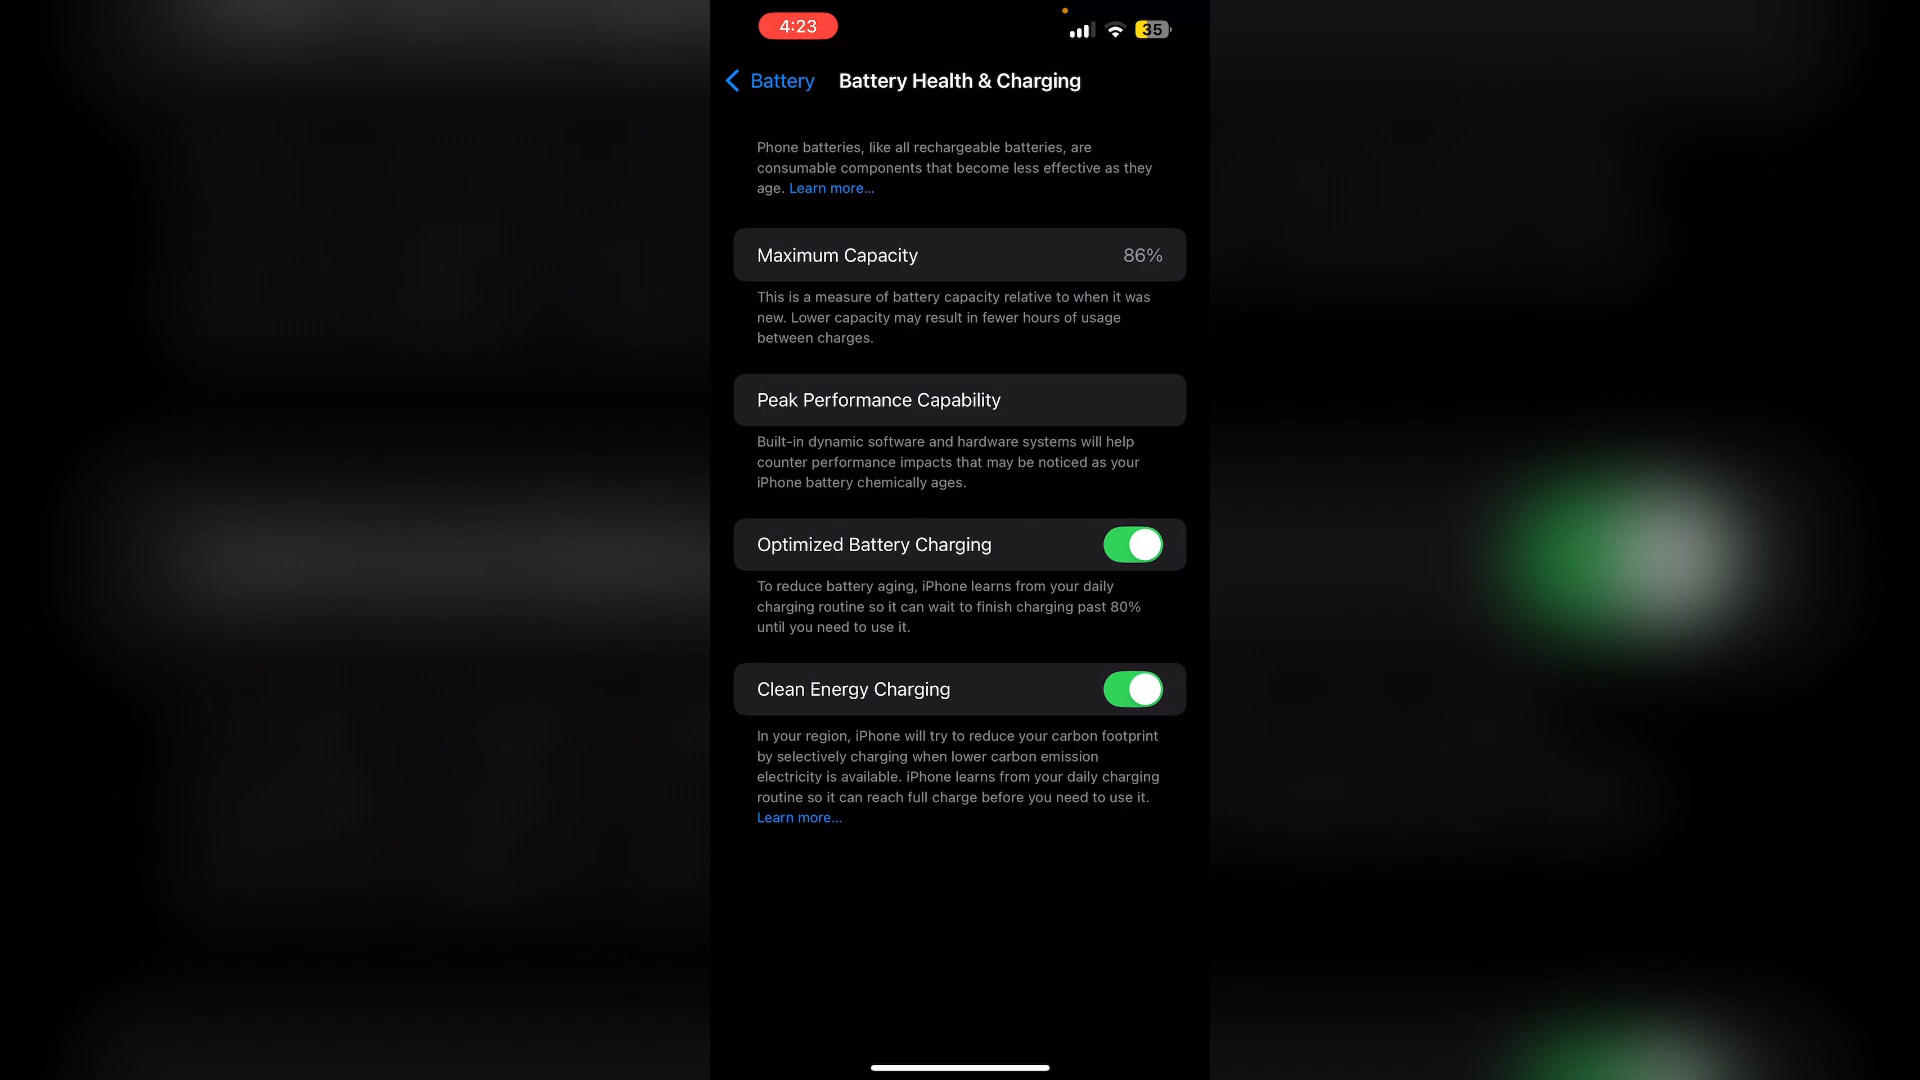 4:23
35
Battery
Battery Health & Charging
Phone batteries, like all rechargeable batteries, are
consumable components that become less effective as they
age. Learn more...
Maximum Capacity
86%
This is a measure of battery capacity relative to when it was
new. Lower capacity may result in fewer hours of usage
between charges.
Peak Performance Capability
Built-in dynamic software and hardware systems will help
counter performance impacts that may be noticed as your
iPhone battery chemically ages.
Optimized Battery Charging
To reduce battery aging, iPhone learns from your daily
charging routine so it can wait to finish charging past 80%
until you need to use it.
Clean Energy Charging
In your region, iPhone will try to reduce your carbon footprint
by selectively charging when lower carbon emission
electricity is available. iPhone learns from your daily charging
routine so it can reach full charge before you need to use it.
Learn more...